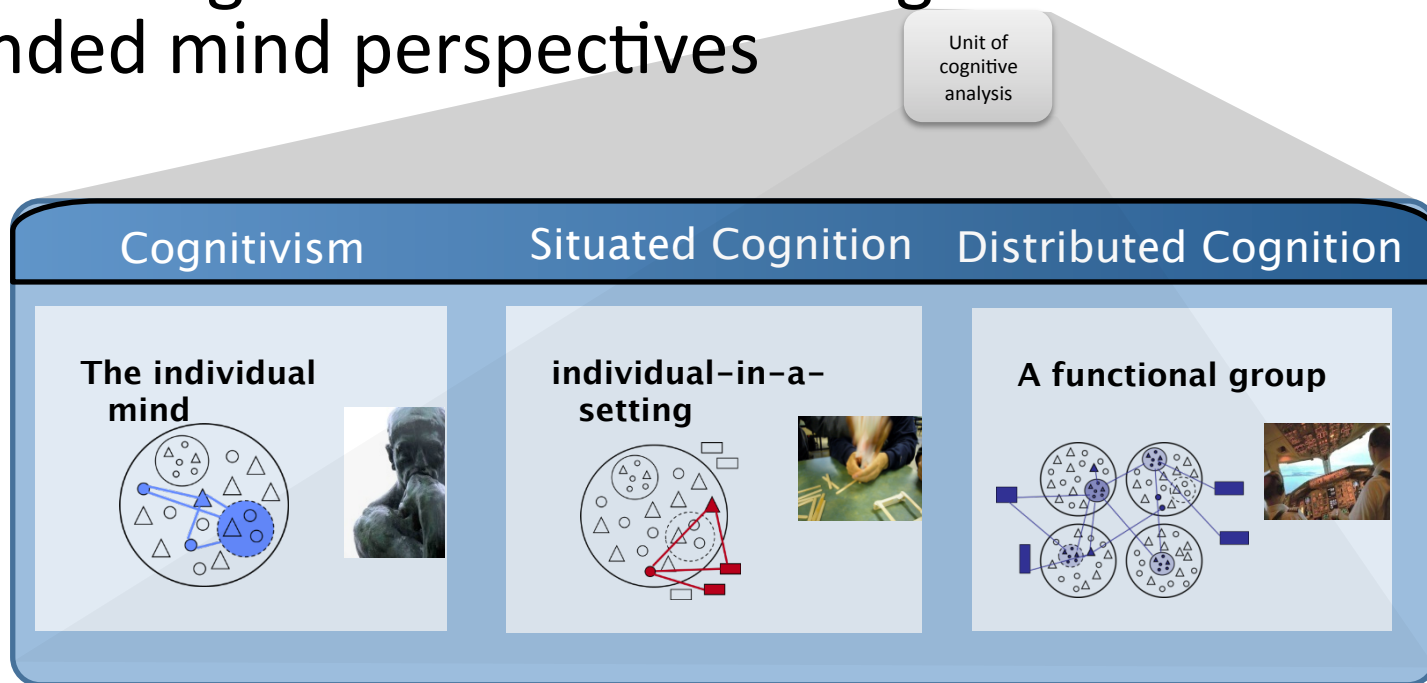 nded mind perspectives
Unit of
cognitive
analysis
Cognitivism
Situated Cognition
Distributed Cognition
The individual
mind
individual-in-a-
setting
A functional group